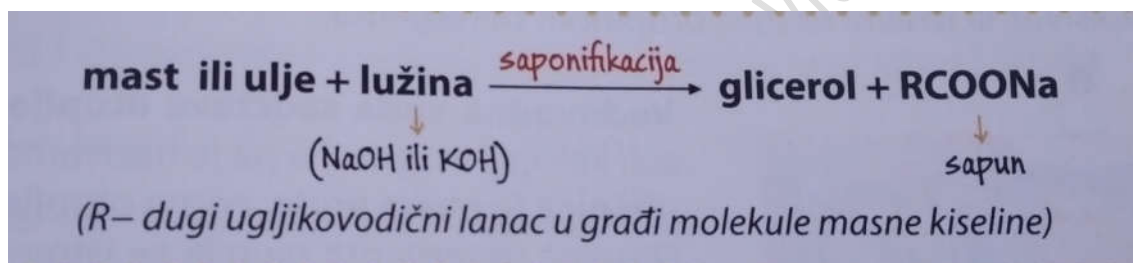 saponifikacija
mast ili ulje + lužina → glicerol + RCOONa
↓ ↓
(NaOH ili KOH) sapun
(R– dugi ugljikovodični lanac u građi molekule masne kiseline)